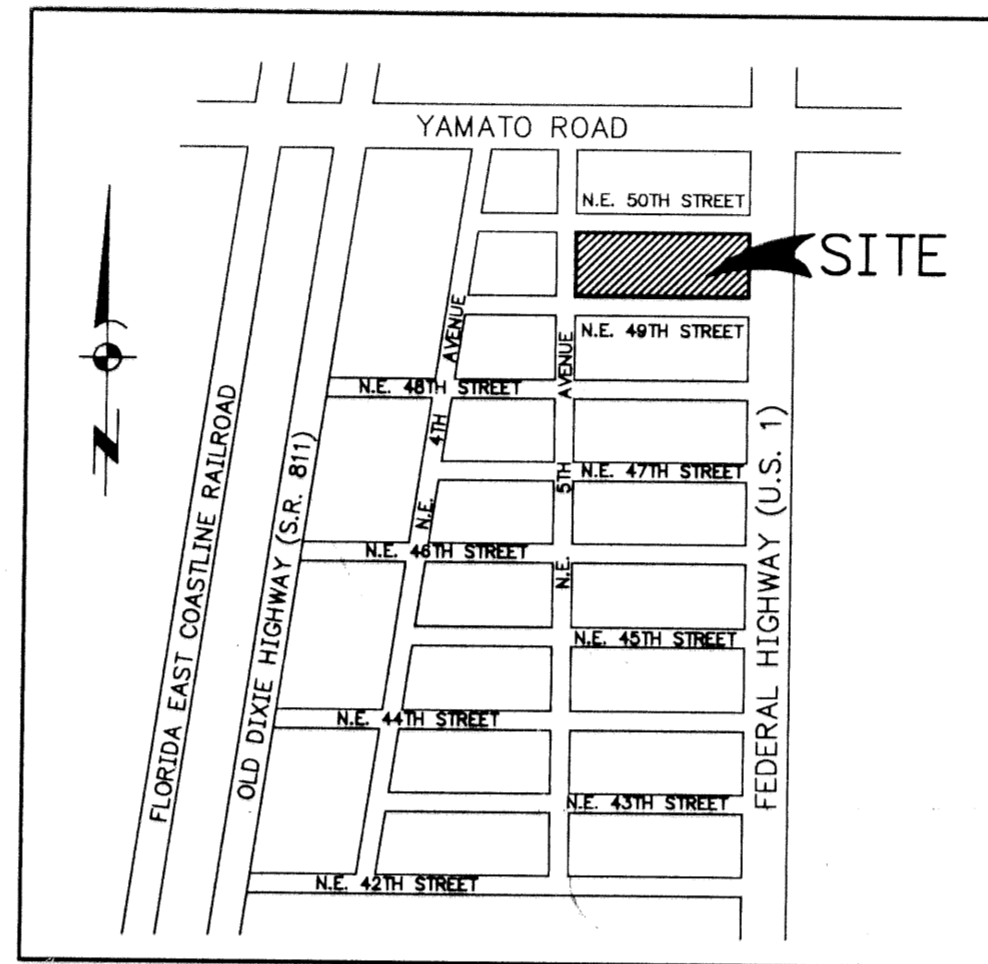 YAMATO ROAD
N.E. 50TH STREET
SITE
N.E. 49TH STREET
N.E. 4TH AVENUE
N.E. 5TH AVENUE
N.E. 48TH STREET
N.E. 47TH STREET
N.E. 46TH STREET
N.E. 45TH STREET
N.E. 44TH STREET
N.E. 43TH STREET
N.E. 42TH STREET
FLORIDA EAST COASTLINE RAILROAD
OLD DIXIE HIGHWAY (S.R. 811)
FEDERAL HIGHWAY (U.S. 1)
N